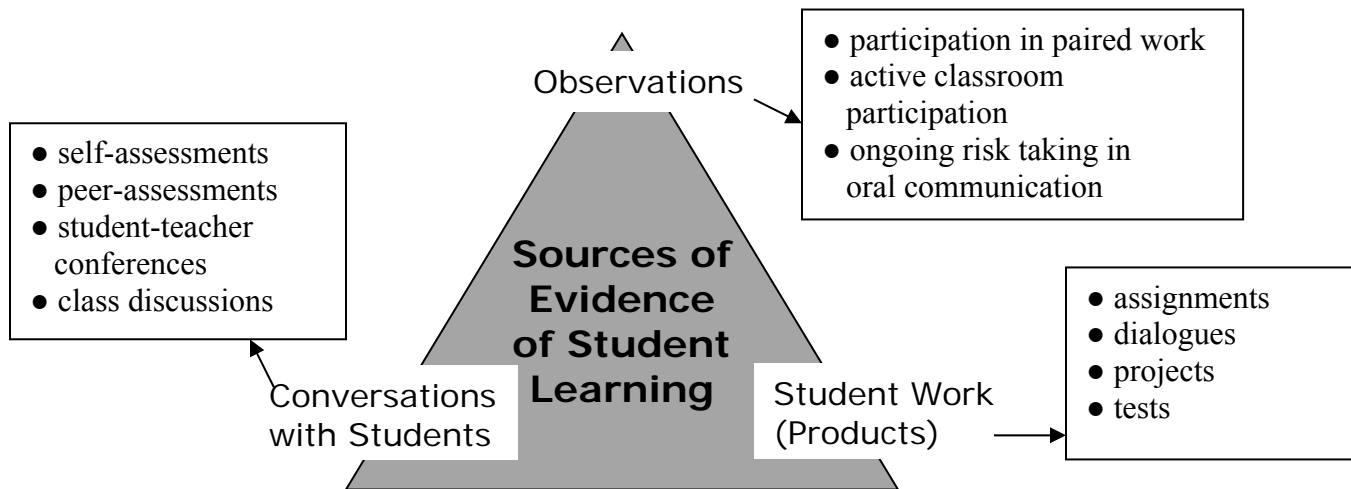 Observations
● participation in paired work
● active classroom
participation
● ongoing risk taking in
oral communication
● self-assessments
● peer-assessments
● student-teacher
conferences
● class discussions
Sources of
Evidence
of Student
Learning
Conversations
with Students
Student Work
(Products)
● assignments
● dialogues
● projects
● tests